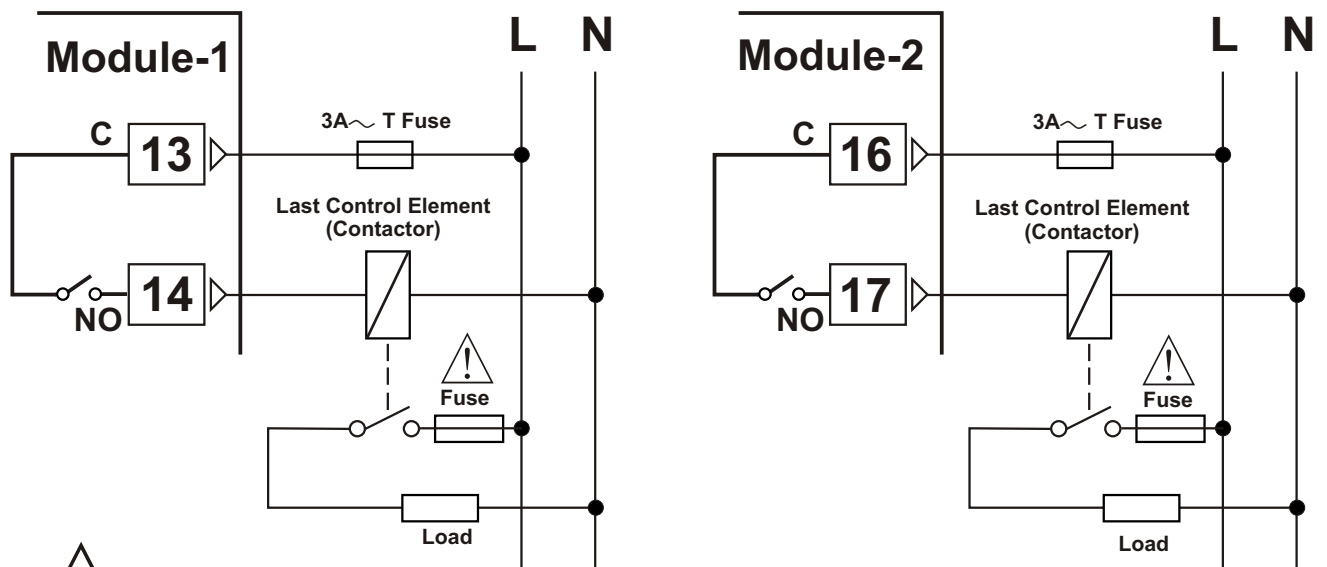 Module-1
L N
C
13
3A~ T Fuse
Last Control Element
(Contactor)
14
NO
Fuse
Load
Module-2
L N
C
16
3A~ T Fuse
Last Control Element
(Contactor)
17
NO
Fuse
Load